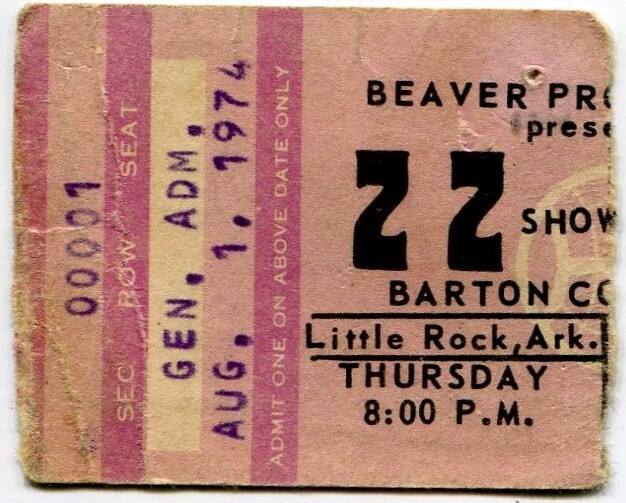 00001
SEC ROW SEAT
GEN. ADM.
AUG. 1, 1974
ADMIT ONE ON ABOVE DATE ONLY
BEAVER PRO
prese
ZZ
SHOW
BARTON CO
Little Rock, Ark.
THURSDAY
8:00 P.M.